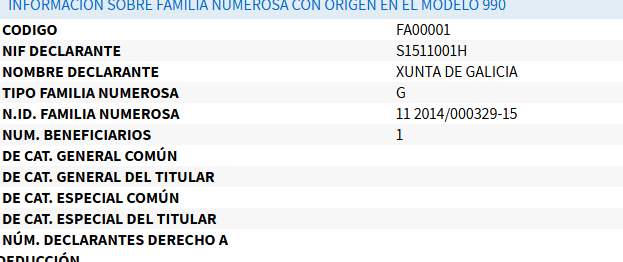 INFORMACIÓN SOBRE FAMILIA NUMEROSA CON ORIGEN EN EL MODELO 990
CODIGO FA00001
NIF DECLARANTE S1511001H
NOMBRE DECLARANTE XUNTA DE GALICIA
TIPO FAMILIA NUMEROSA G
N.ID. FAMILIA NUMEROSA 11 2014/000329-15
NUM. BENEFICIARIOS 1
DE CAT. GENERAL COMÚN
DE CAT. GENERAL DEL TITULAR
DE CAT. ESPECIAL COMÚN
DE CAT. ESPECIAL DEL TITULAR
NÚM. DECLARANTES DERECHO A
DEDUCCIÓN